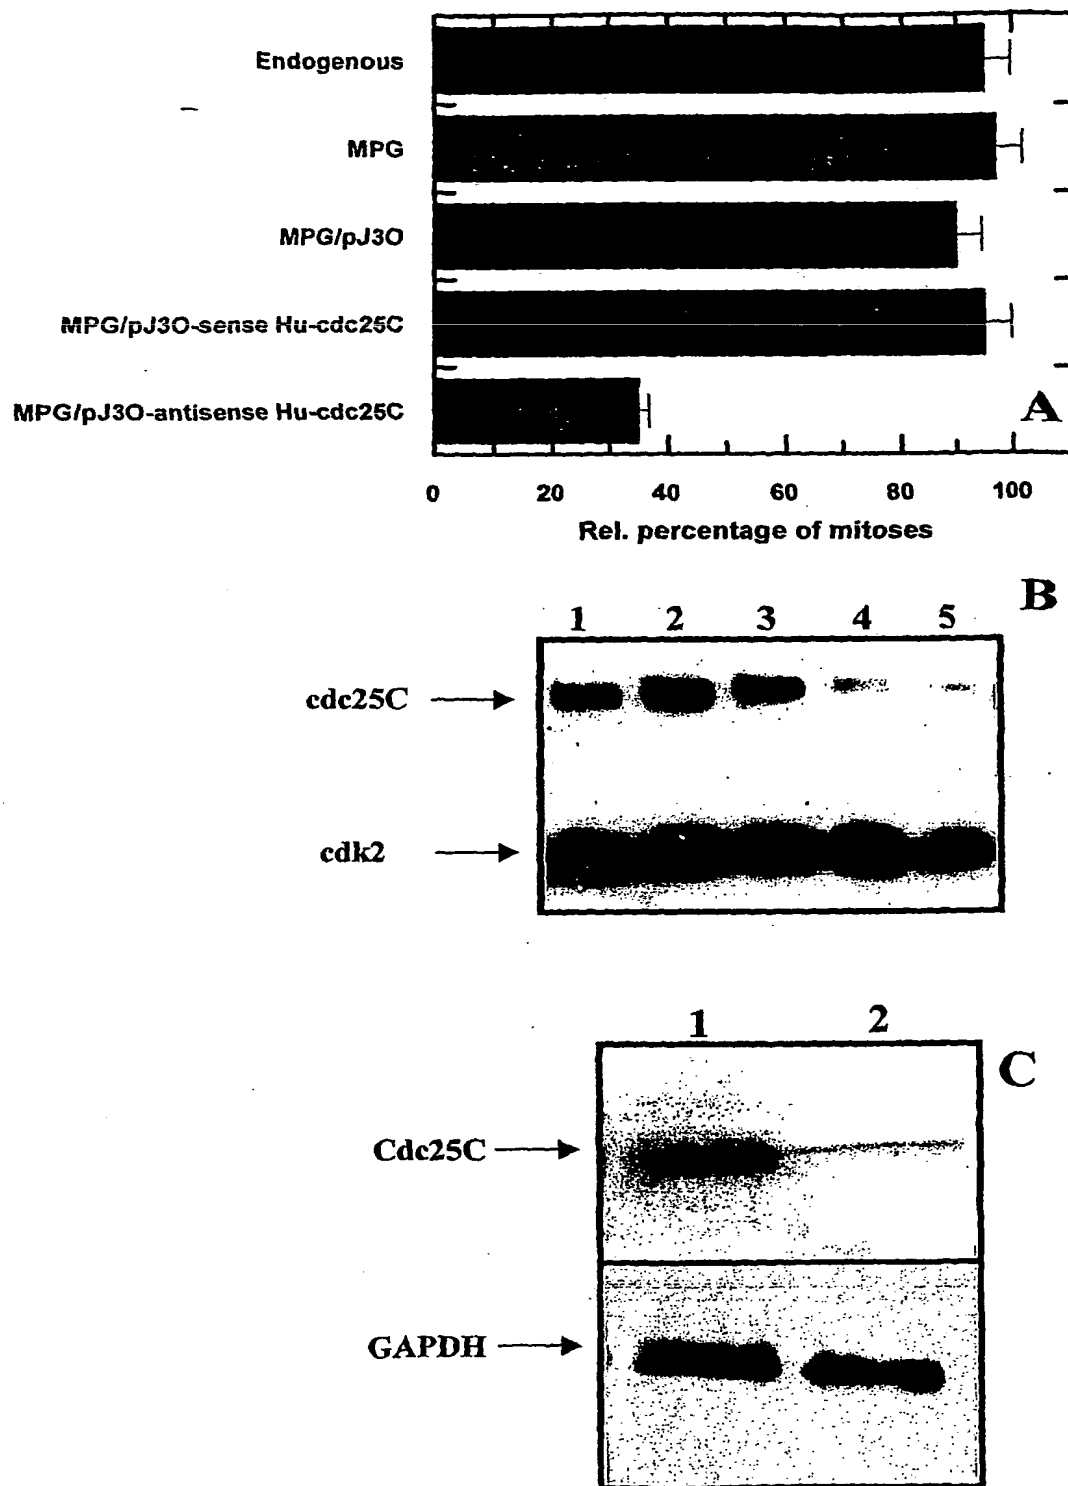 Endogenous
MPG
MPG/pJ3O
MPG/pJ3O-sense Hu-cdc25C
MPG/pJ3O-antisense Hu-cdc25C
A
0 20 40 60 80 100
Rel. percentage of mitoses
B
1 2 3 4 5
cdc25C
cdk2
1 2
C
Cdc25C
GAPDH